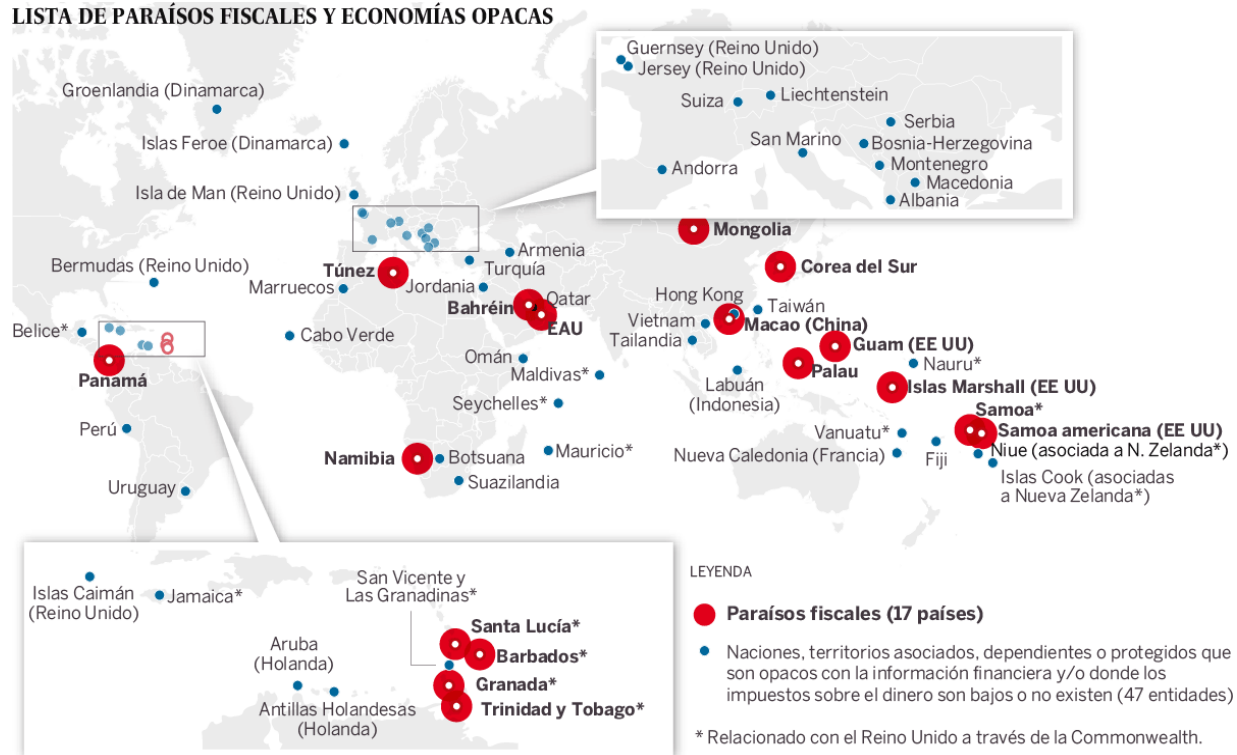 LISTA DE PARAÍSOS FISCALES Y ECONOMÍAS OPACAS
Guernsey (Reino Unido)
Jersey (Reino Unido)
Suiza
Liechtenstein
Serbia
San Marino
Bosnia-Herzegovina
Andorra
Montenegro
Macedonia
Albania
Groenlandia (Dinamarca)
Islas Feroe (Dinamarca)
Isla de Man (Reino Unido)
Mongolia
Armenia
Turquía
Corea del Sur
Bermudas (Reino Unido)
Túnez
Marruecos
Jordania
Bahréin
Qatar
EAU
Hong Kong
Taiwán
Macao (China)
Vietnam
Tailandia
Belice*
Cabo Verde
Panamá
Omán
Maldivas*
Guam (EE UU)
Palau
Nauru*
Labuán
(Indonesia)
Islas Marshall (EE UU)
Seychelles*
Samoa*
Samoa americana (EE UU)
Perú
Vanuatu*
Mauricio*
Niue (asociada a N. Zelanda*)
Nueva Caledonia (Francia)
Fiji
Namibia
Botsuana
Suazilandia
Islas Cook (asociadas
a Nueva Zelanda*)
Uruguay
Islas Caimán
(Reino Unido)
Jamaica*
San Vicente y
Las Granadinas*
Santa Lucía*
Barbados*
Aruba
(Holanda)
Granada*
Antillas Holandesas
(Holanda)
Trinidad y Tobago*
LEYENDA
Paraísos fiscales (17 países)
Naciones, territorios asociados, dependientes o protegidos que
son opacos con la información financiera y/o donde los
impuestos sobre el dinero son bajos o no existen (47 entidades)
* Relacionado con el Reino Unido a través de la Commonwealth.